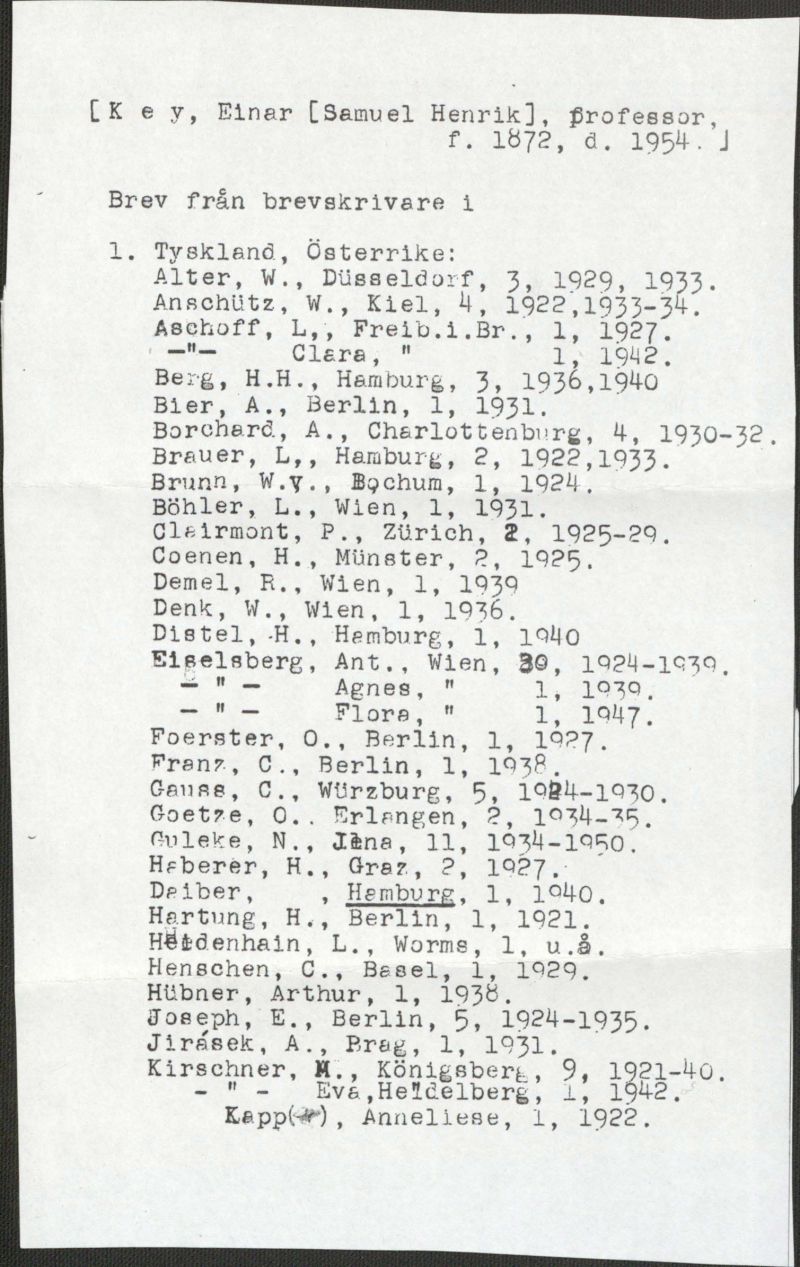 [K e y, Einar [Samuel Henrik], professor,
f. 1872, d. 1954.]
Brev från brevskrivare i
1. Tyskland, Österrike:
Alter, W., Düsseldorf, 3, 1929, 1933.
Anschütz, W., Kiel, 4, 1922,1933-34.
Aschoff, L,, Freib.i.Br., 1, 1927.
-"- Clara, " 1, 1942.
Berg, H.H., Hamburg, 3, 1936,1940
Bier, A., Berlin, 1, 1931.
Borchard, A., Charlottenburg, 4, 1930-32.
Brauer, L,, Hamburg, 2, 1922,1933.
Brunn, W.v., Bochum, 1, 1924.
Böhler, L., Wien, 1, 1931.
Clairmont, P., Zürich, 2, 1925-29.
Coenen, H., Münster, 2, 1925.
Demel, R., Wien, 1, 1939
Denk, W., Wien, 1, 1936.
Distel, H., Hamburg, 1, 1940
Eiselsberg, Ant., Wien, 30, 1924-1939.
- " - Agnes, " 1, 1939.
- " - Flora, " 1, 1947.
Foerster, O., Berlin, 1, 1927.
Franz, C., Berlin, 1, 1938.
Gauss, C., Würzburg, 5, 1924-1930.
Goetze, O.. Erlangen, 2, 1934-35.
Guleke, N., Jena, 11, 1934-1950.
Haberer, H., Graz, 2, 1927.
Daiber, , Hamburg, 1, 1940.
Hartung, H., Berlin, 1, 1921.
Heidenhain, L., Worms, 1, u.å.
Henschen, C., Basel, 1, 1929.
Hübner, Arthur, 1, 1938.
Joseph, E., Berlin, 5, 1924-1935.
Jirásek, A., Prag, 1, 1931.
Kirschner, M., Königsberg, 9, 1921-40.
- " - Eva,Heidelberg, 1, 1942.
Kapp( ), Anneliese, 1, 1922.